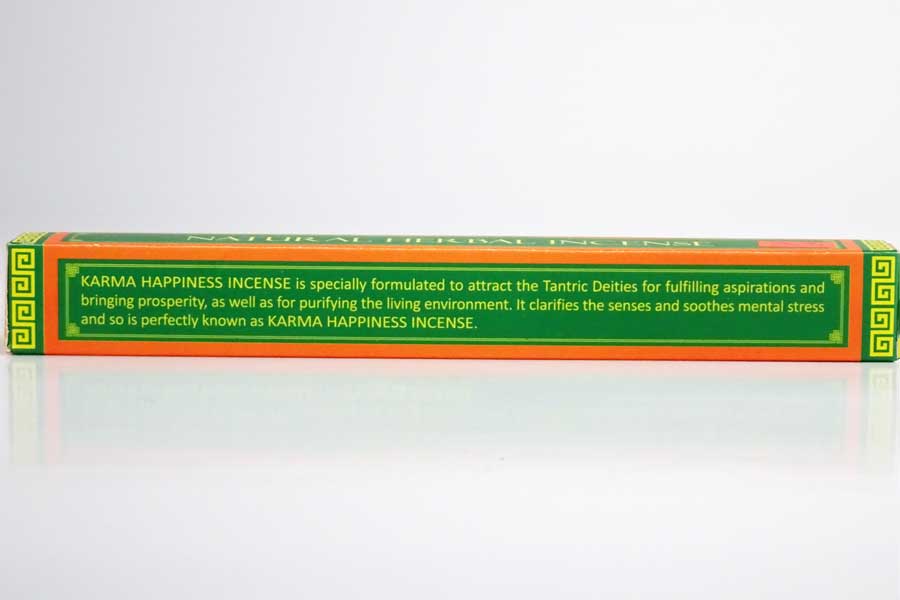 NATURAL HERBAL INCENSE
KARMA HAPPINESS INCENSE is specially formulated to attract the Tantric Deities for fulfilling aspirations and
bringing prosperity, as well as for purifying the living environment. It clarifies the senses and soothes mental stress
and so is perfectly known as KARMA HAPPINESS INCENSE.